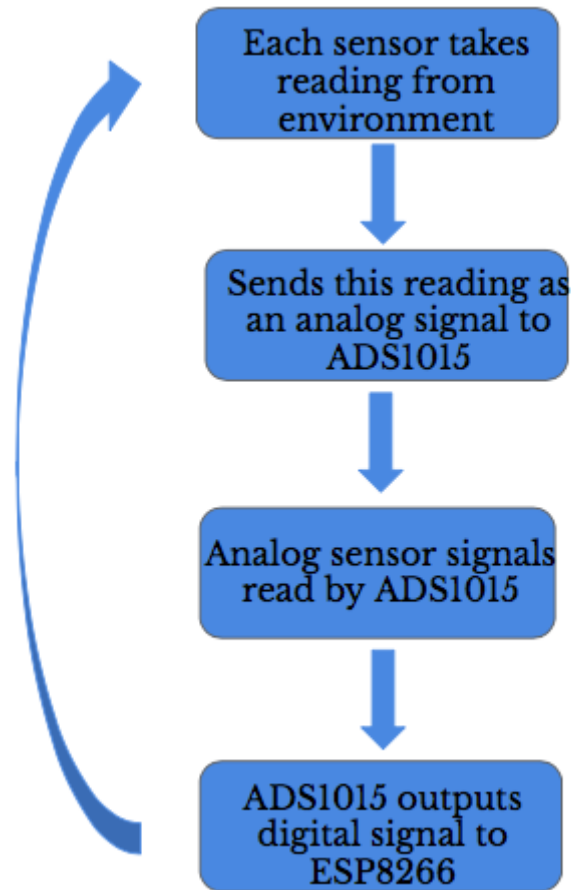 Each sensor takes
reading from
environment
Sends this reading as
an analog signal to
ADS1015
Analog sensor signals
read by ADS1015
ADS1015 outputs
digital signal to
ESP8266